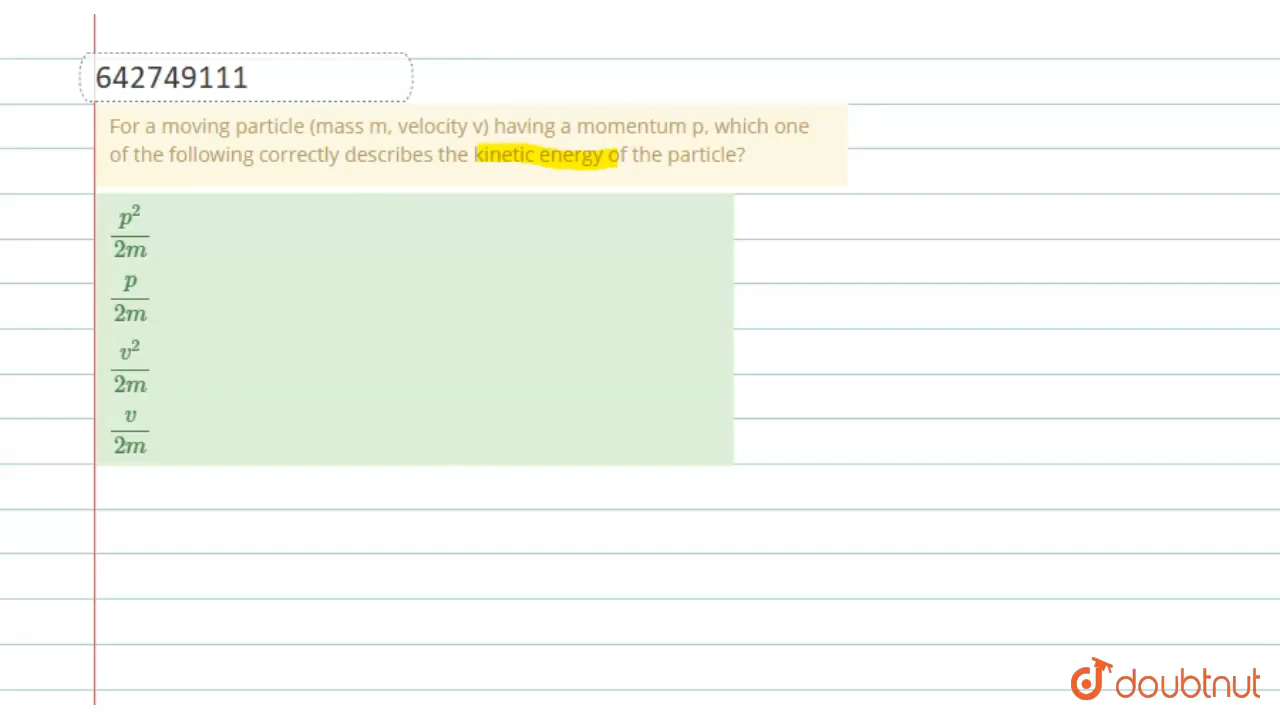 642749111
For a moving particle (mass m, velocity v) having a momentum p, which one
of the following correctly describes the kinetic energy of the particle?
p²
2m
p
2m
v²
2m
v
2m
doubtnut